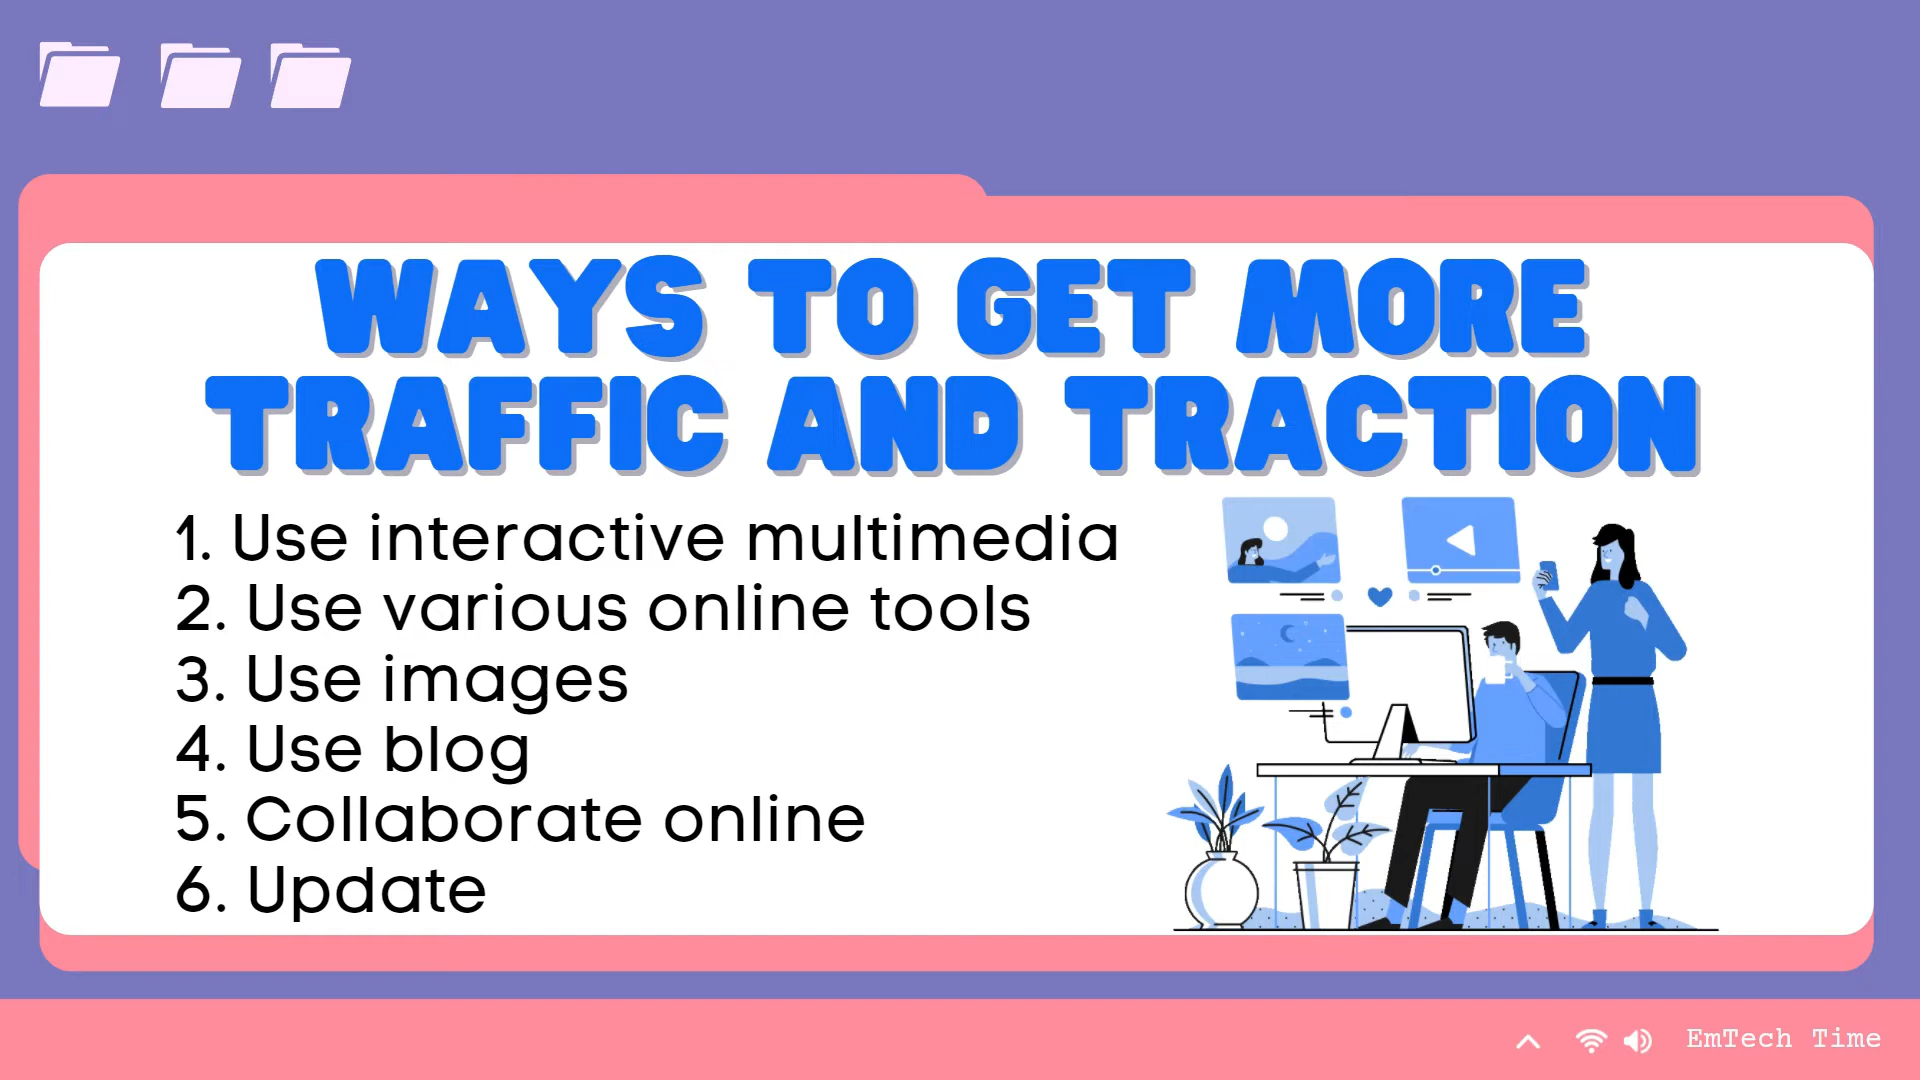 WAYS TO GET MORE
TRAFFIC AND TRACTION
1. Use interactive multimedia
2. Use various online tools
3. Use images
4. Use blog
5. Collaborate online
6. Update
EmTech Time